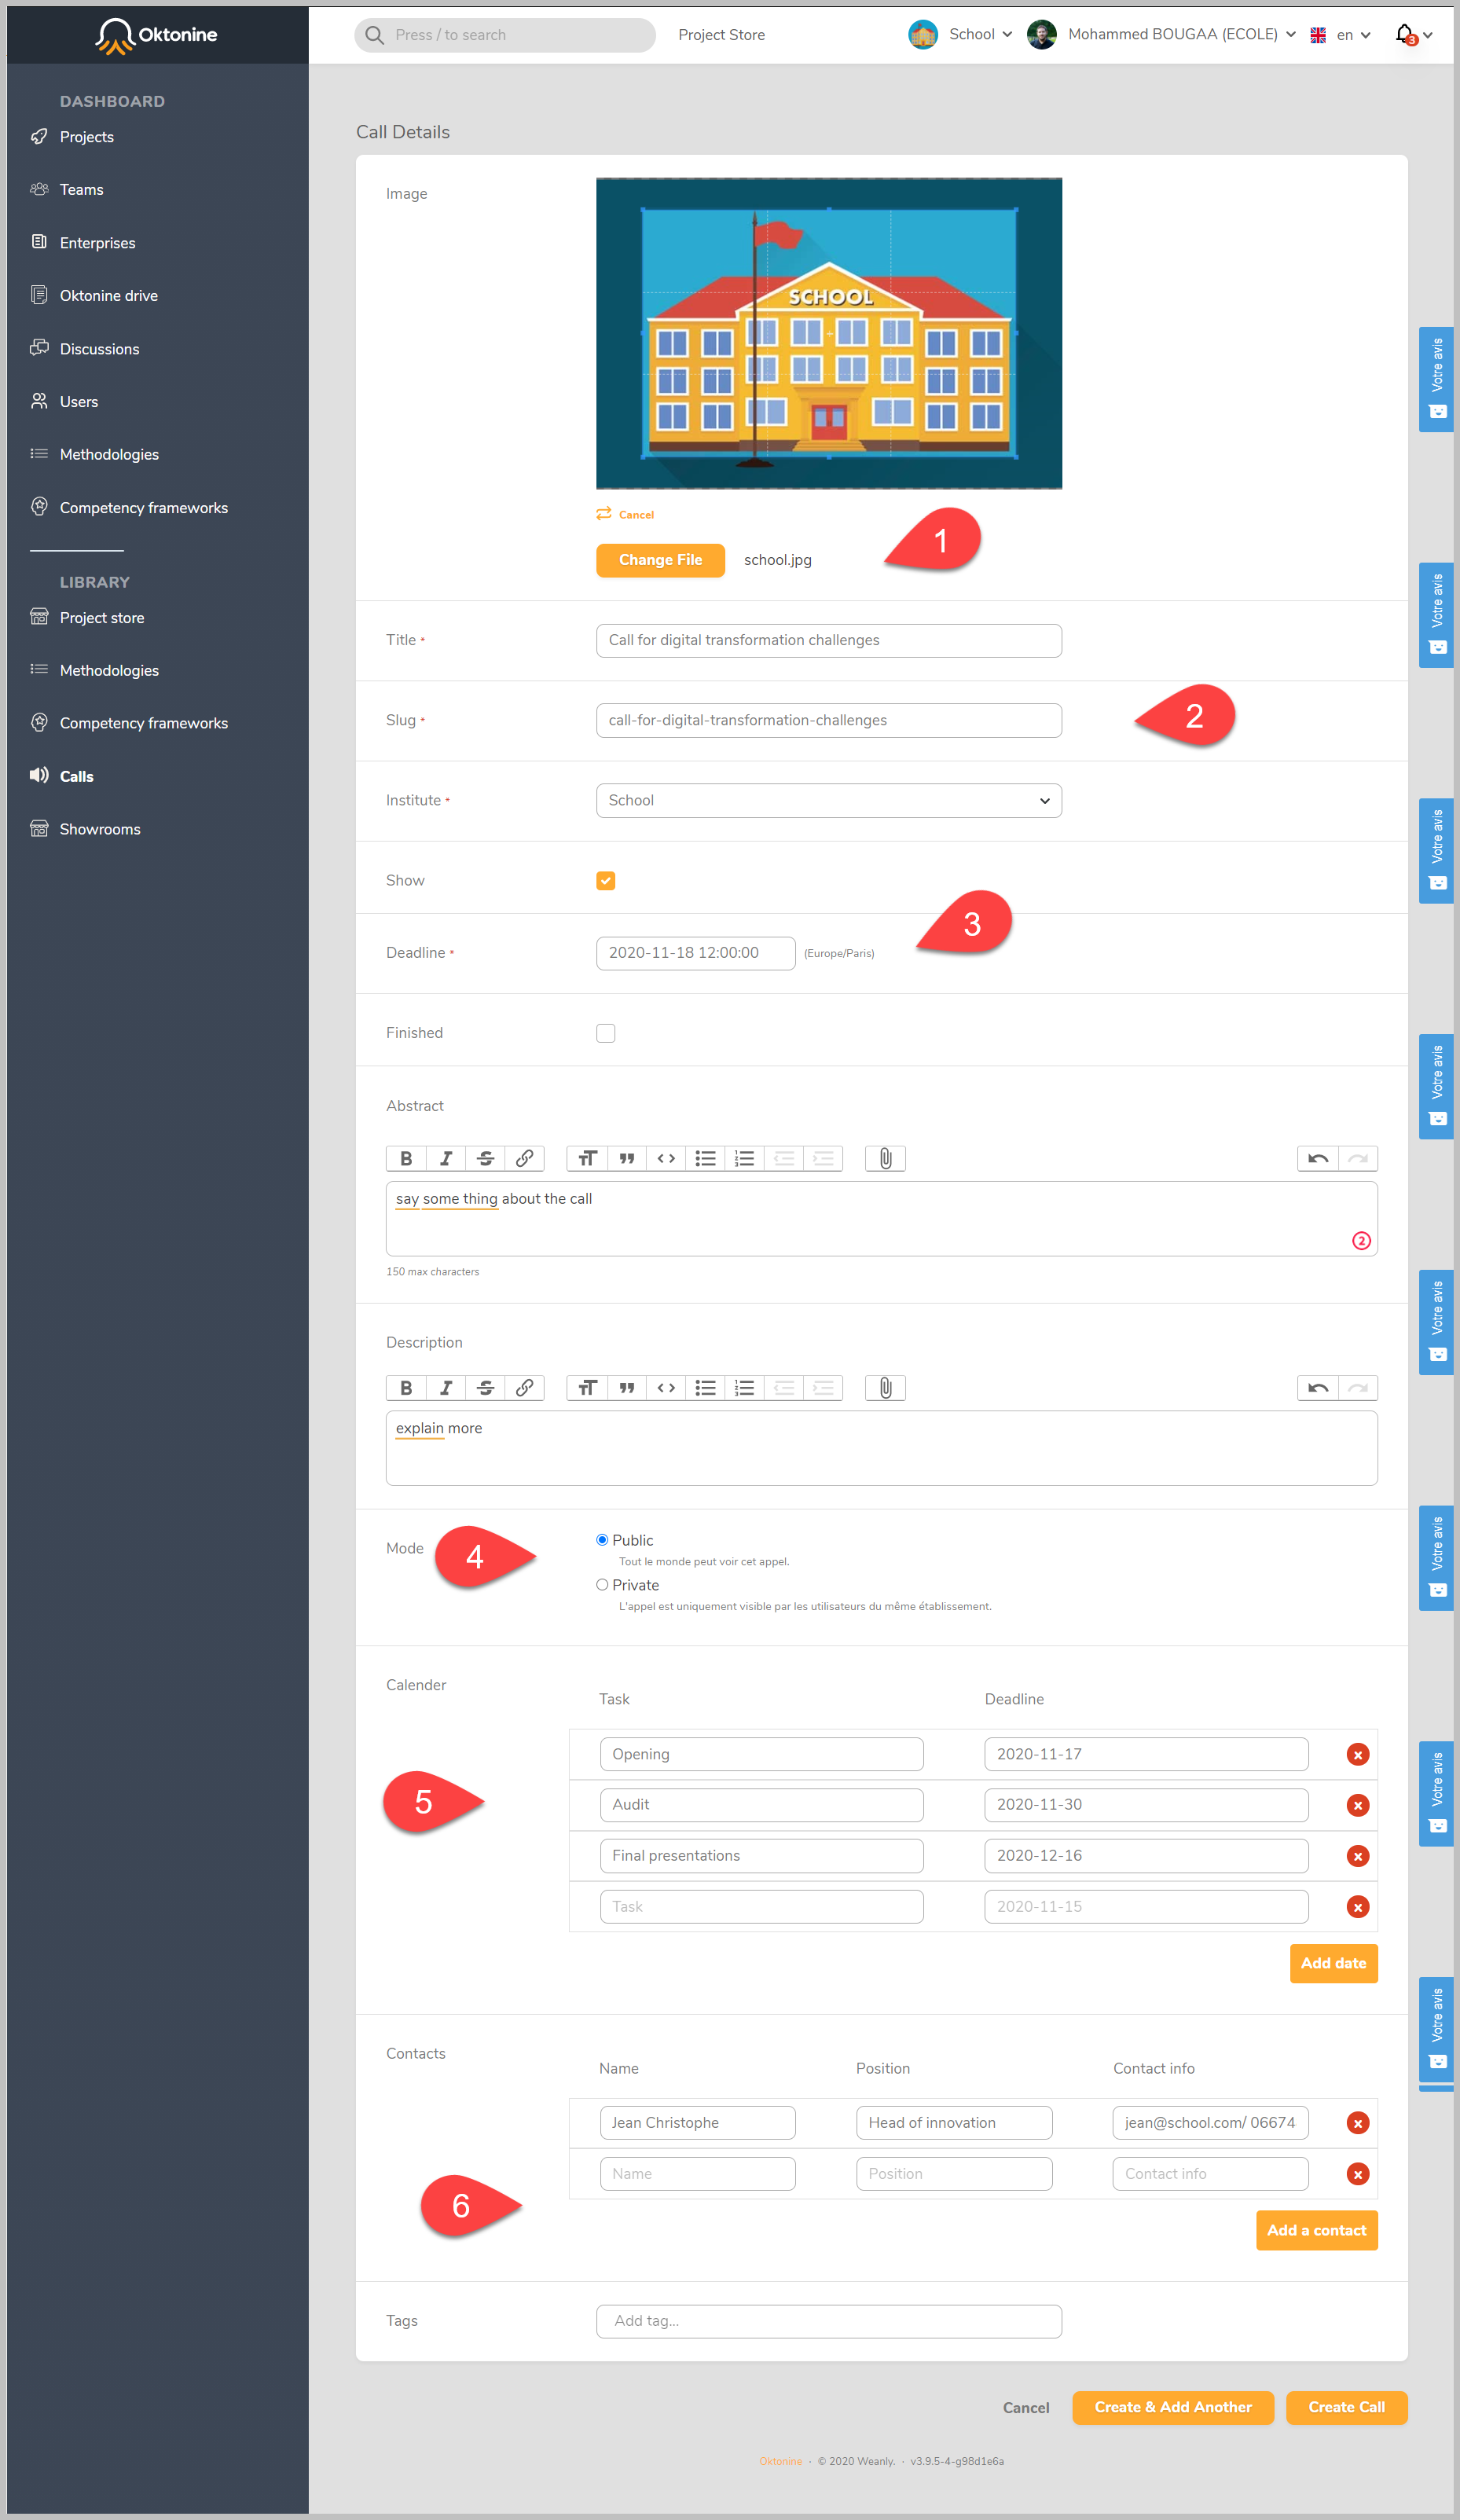 Oktonine
Press / to search
Project Store
School
Mohammed BOUGAA (ECOLE)
en
3
DASHBOARD
Projects
Teams
Enterprises
Oktonine drive
Discussions
Users
Methodologies
Competency frameworks
LIBRARY
Project store
Methodologies
Competency frameworks
Calls
Showrooms
Call Details
Image
SCHOOL
Cancel
Change File school.jpg
1
Title *
Call for digital transformation challenges
Slug *
call-for-digital-transformation-challenges
2
Institute *
School
Show
3
Deadline *
2020-11-18 12:00:00 (Europe/Paris)
Finished
Abstract
say some thing about the call
2
150 max characters
Description
explain more
Mode
4
Public
Tout le monde peut voir cet appel.
Private
L'appel est uniquement visible par les utilisateurs du même établissement.
Calender
Task Deadline
Opening 2020-11-17
5
Audit 2020-11-30
Final presentations 2020-12-16
Task 2020-11-15
Add date
Contacts
Name Position Contact info
Jean Christophe Head of innovation jean@school.com/ 06674
Name Position Contact info
6
Add a contact
Tags
Add tag...
Cancel Create & Add Another Create Call
Oktonine · © 2020 Weanly. · v3.9.5-4-g98d1e6a
Votre avis
Votre avis
Votre avis
Votre avis
Votre avis
Votre avis
Votre avis
Votre avis